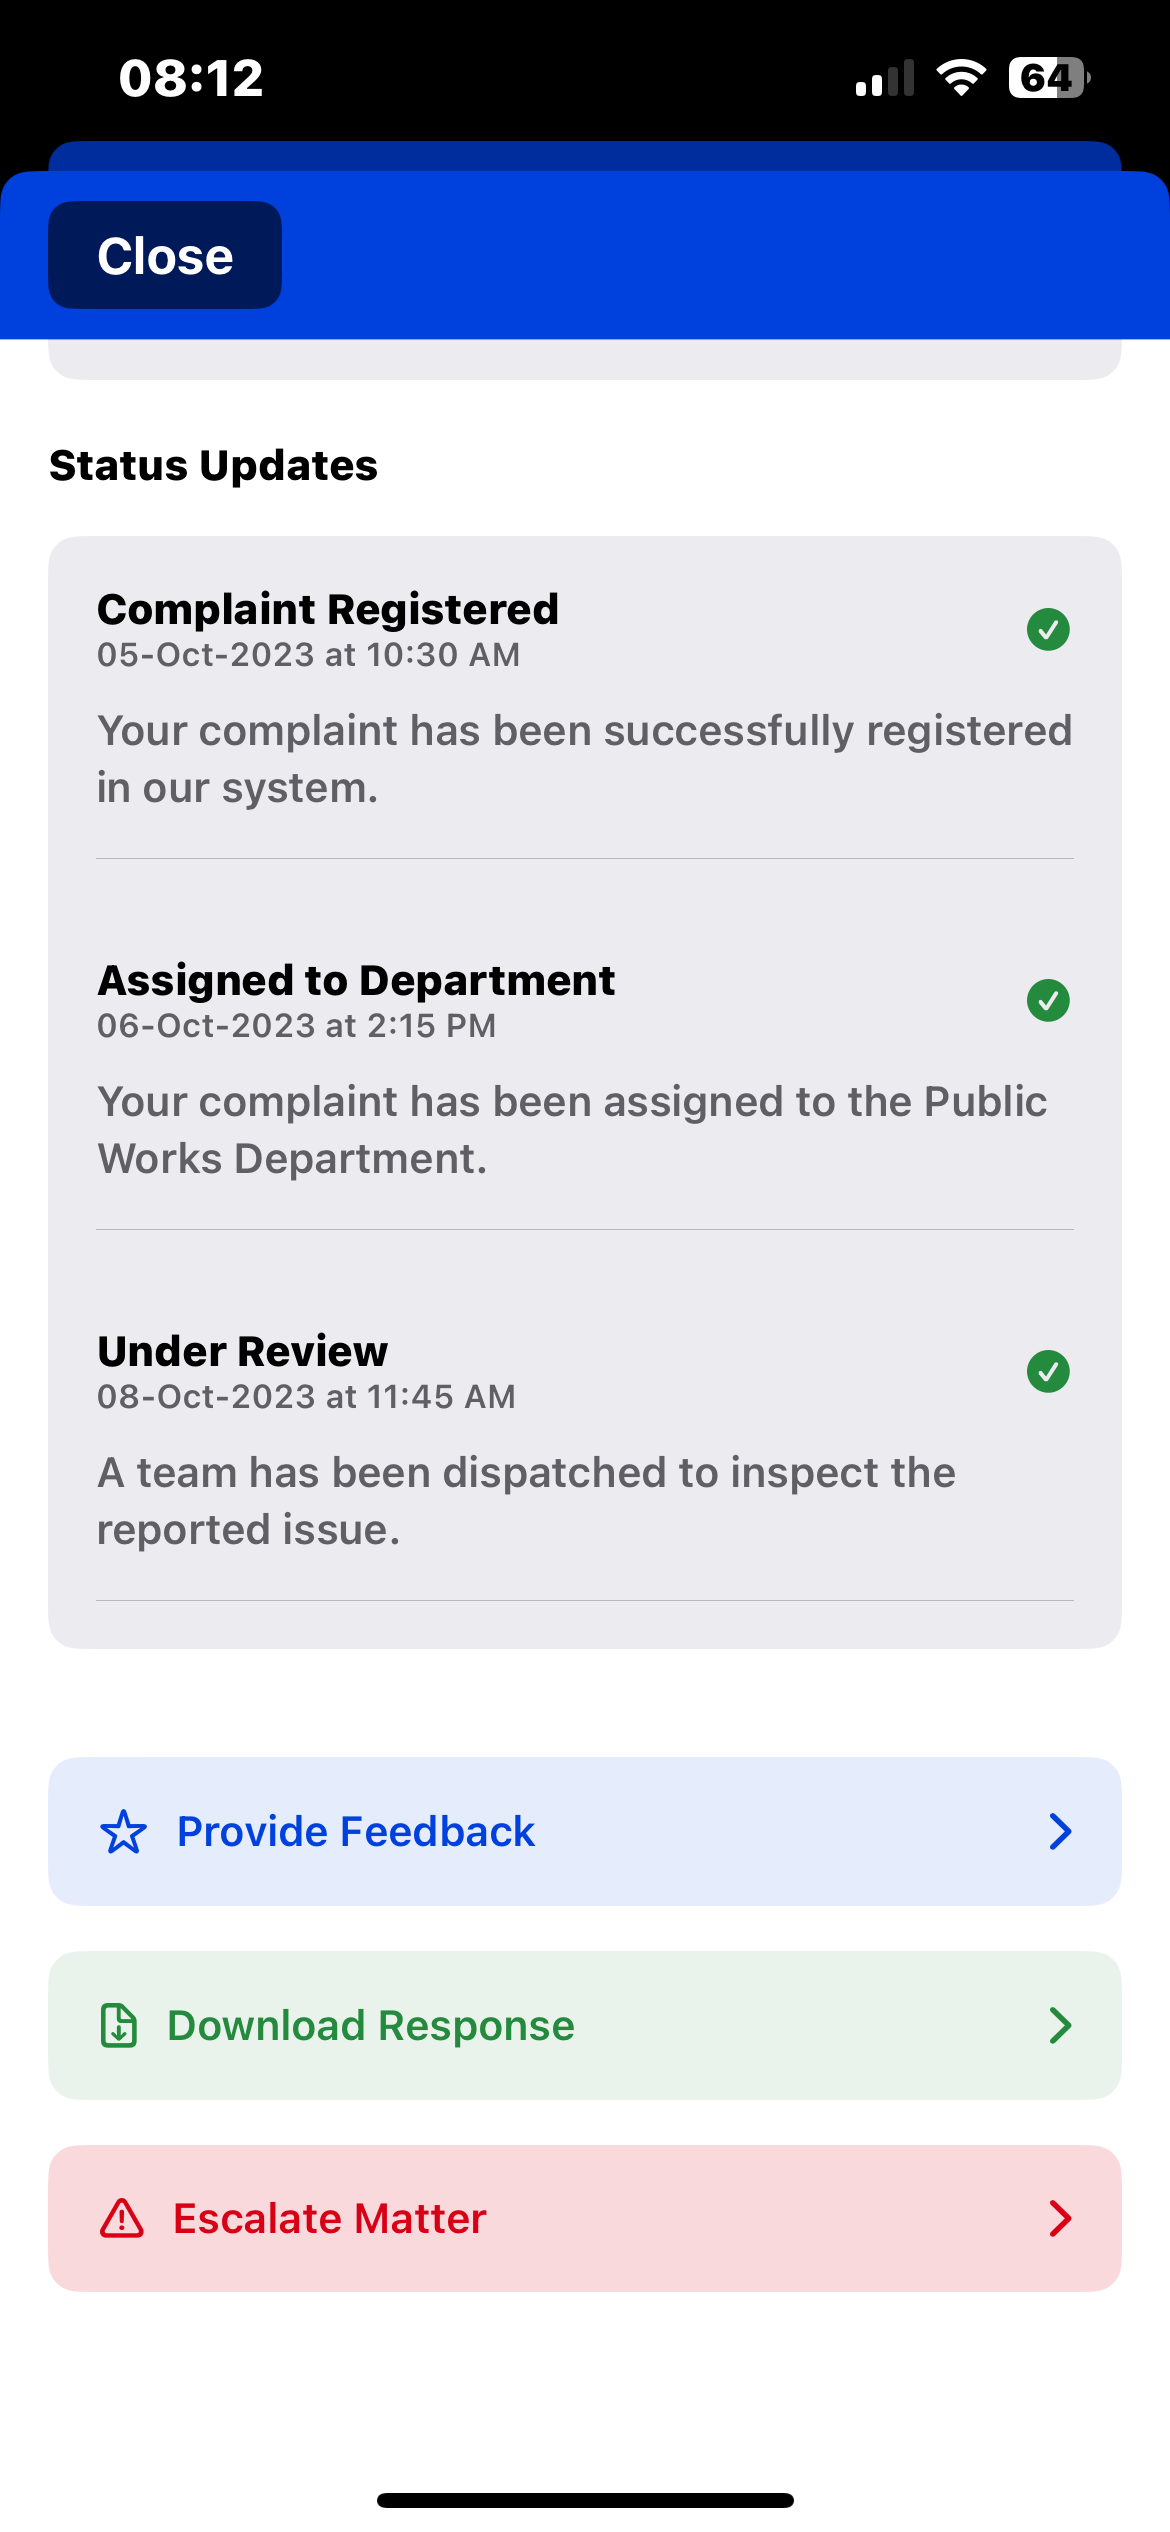 08:12
64
Close
Status Updates
Complaint Registered
05-Oct-2023 at 10:30 AM
Your complaint has been successfully registered
in our system.
Assigned to Department
06-Oct-2023 at 2:15 PM
Your complaint has been assigned to the Public
Works Department.
Under Review
08-Oct-2023 at 11:45 AM
A team has been dispatched to inspect the
reported issue.
Provide Feedback
Download Response
Escalate Matter